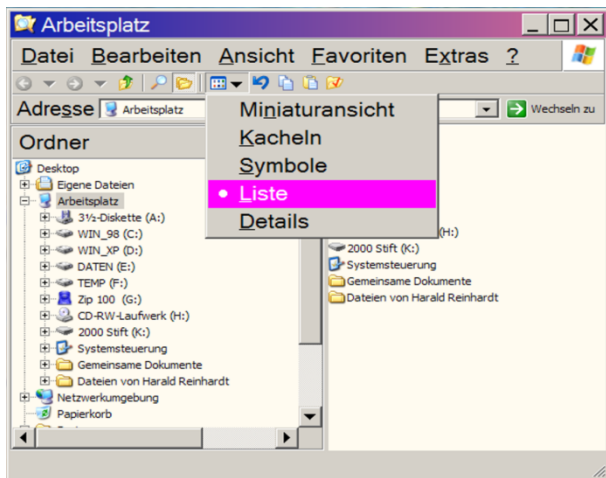 Arbeitsplatz
Datei Bearbeiten Ansicht Favoriten Extras ?
Adresse Arbeitsplatz Wechseln zu
Miniaturansicht
Kacheln
Symbole
Liste
Details
Ordner
Desktop
Eigene Dateien
Arbeitsplatz
3½-Diskette (A:)
WIN_98 (C:)
WIN_XP (D:)
DATEN (E:)
TEMP (F:)
Zip 100 (G:)
CD-RW-Laufwerk (H:)
2000 Stift (K:)
Systemsteuerung
Gemeinsame Dokumente
Dateien von Harald Reinhardt
Netzwerkumgebung
Papierkorb
(H:)
2000 Stift (K:)
Systemsteuerung
Gemeinsame Dokumente
Dateien von Harald Reinhardt